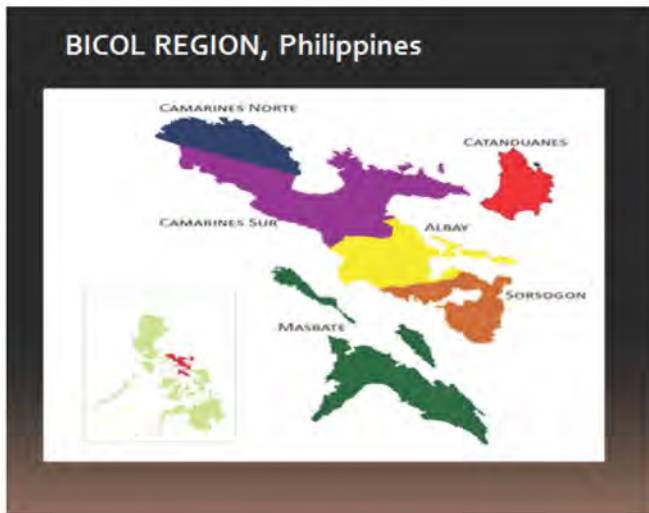 BICOL REGION, Philippines
CAMARINES NORTE
CATANDUANES
CAMARINES SUR
ALBAY
SORSOGON
MASBATE